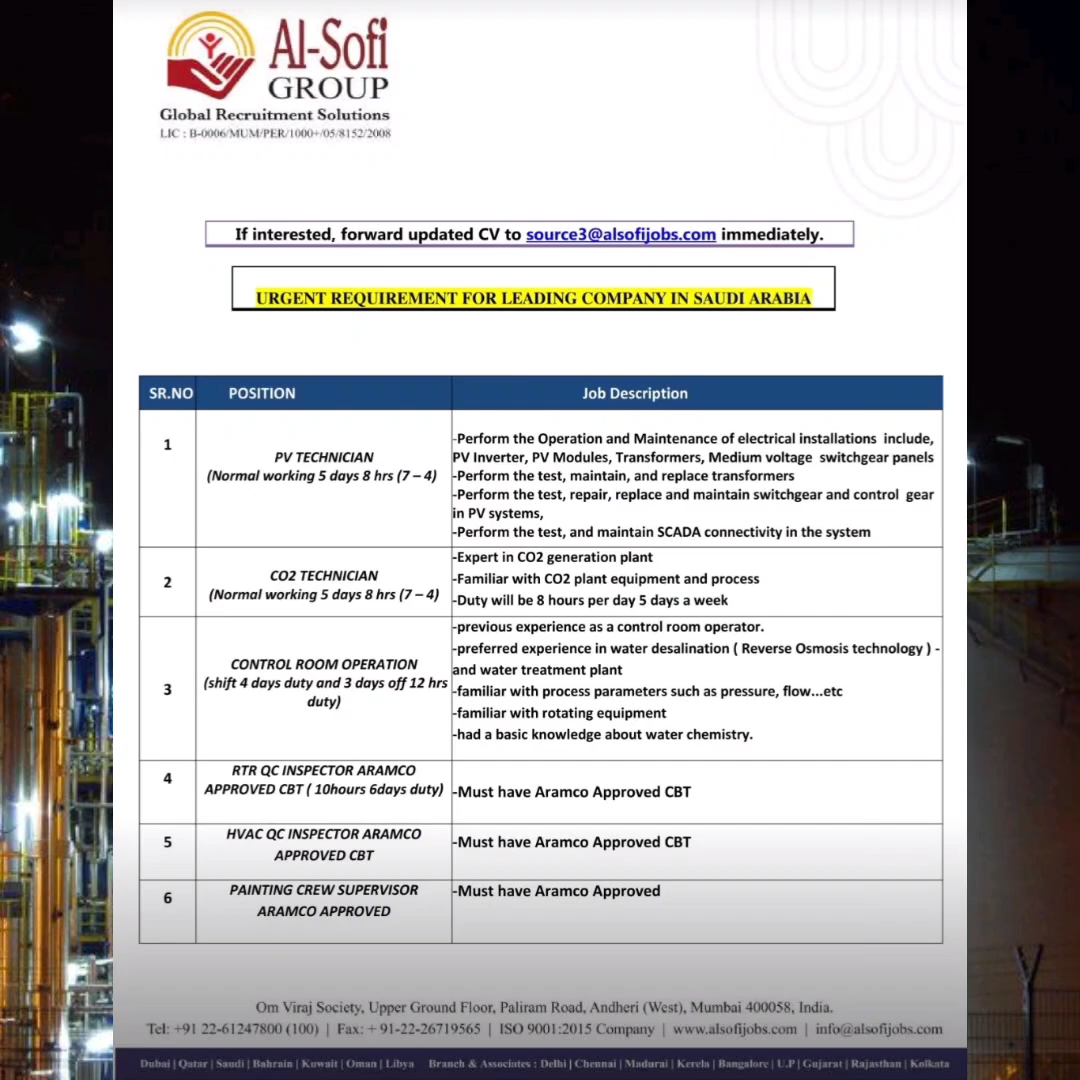 Al-Sofi
GROUP
Global Recruitment Solutions
LIC : B-0006/MUM/PER/1000+/05/8152/2008
If interested, forward updated CV to source3@alsofijobs.com immediately.
URGENT REQUIREMENT FOR LEADING COMPANY IN SAUDI ARABIA
SR.NO POSITION Job Description
1
PV TECHNICIAN
(Normal working 5 days 8 hrs (7 – 4)
-Perform the Operation and Maintenance of electrical installations include,
PV Inverter, PV Modules, Transformers, Medium voltage switchgear panels
-Perform the test, maintain, and replace transformers
-Perform the test, repair, replace and maintain switchgear and control gear
in PV systems,
-Perform the test, and maintain SCADA connectivity in the system
2
CO2 TECHNICIAN
(Normal working 5 days 8 hrs (7 – 4)
-Expert in CO2 generation plant
-Familiar with CO2 plant equipment and process
-Duty will be 8 hours per day 5 days a week
3
CONTROL ROOM OPERATION
(shift 4 days duty and 3 days off 12 hrs
duty)
-previous experience as a control room operator.
-preferred experience in water desalination ( Reverse Osmosis technology ) -
and water treatment plant
-familiar with process parameters such as pressure, flow...etc
-familiar with rotating equipment
-had a basic knowledge about water chemistry.
4
RTR QC INSPECTOR ARAMCO
APPROVED CBT ( 10hours 6days duty)
-Must have Aramco Approved CBT
5
HVAC QC INSPECTOR ARAMCO
APPROVED CBT
-Must have Aramco Approved CBT
6
PAINTING CREW SUPERVISOR
ARAMCO APPROVED
-Must have Aramco Approved
Om Viraj Society, Upper Ground Floor, Paliram Road, Andheri (West), Mumbai 400058, India.
Tel: +91 22-61247800 (100) | Fax: + 91-22-26719565 | ISO 9001:2015 Company | www.alsofijobs.com | info@alsofijobs.com
Dubai | Qatar | Saudi | Bahrain | Kuwait | Oman | Libya Branch & Associates : Delhi | Chennai | Madurai | Kerela | Bangalore | U.P | Gujarat | Rajasthan | Kolkata